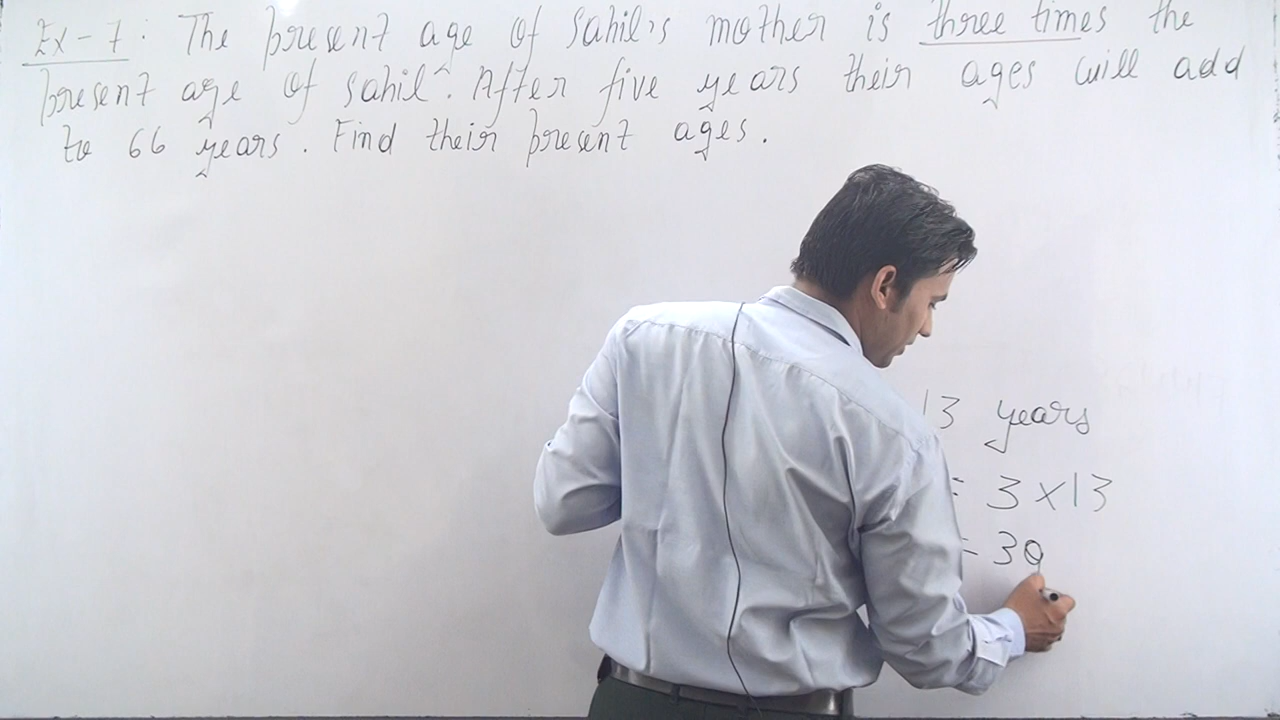 Ex-7: The present age of Sahil's mother is three times the
present age of Sahil. After five years their ages will add
to 66 years. Find their present ages.
13 years
= 3 × 13
= 39